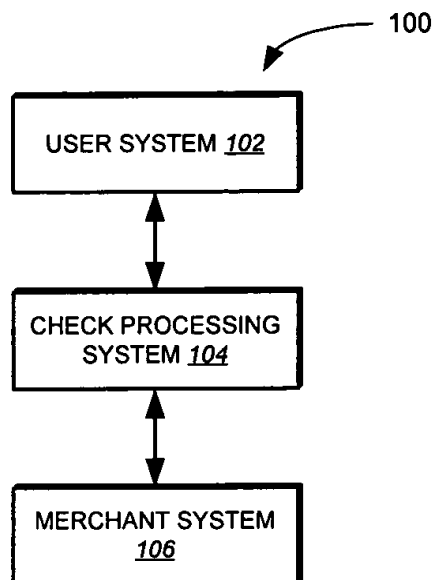 100
USER SYSTEM 102
CHECK PROCESSING
SYSTEM 104
MERCHANT SYSTEM
106